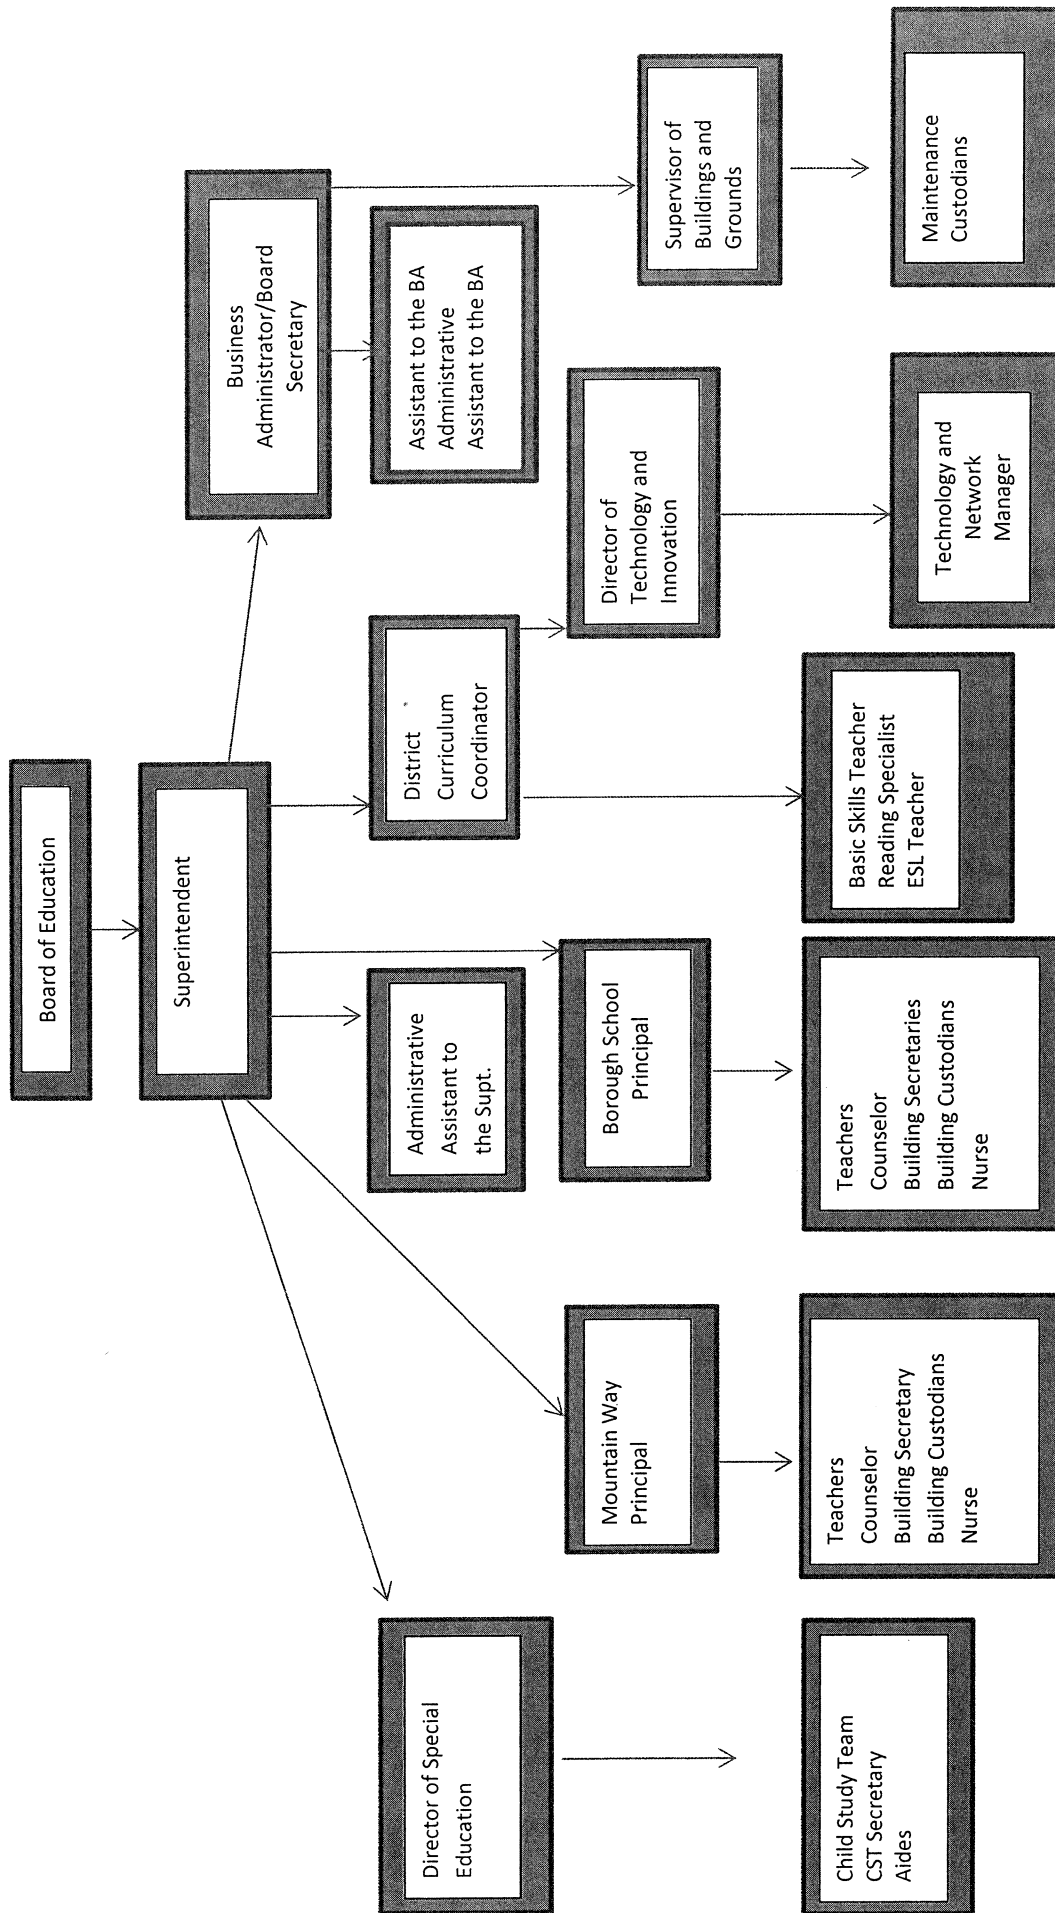 Board of Education
Superintendent
Business
Administrator/Board
Secretary
Director of Special
Education
Administrative
Assistant to
the Supt.
District
Curriculum
Coordinator
Assistant to the BA
Administrative
Assistant to the BA
Mountain Way
Principal
Borough School
Principal
Director of
Technology and
Innovation
Supervisor of
Buildings and
Grounds
Child Study Team
CST Secretary
Aides
Teachers
Counselor
Building Secretary
Building Custodians
Nurse
Teachers
Counselor
Building Secretaries
Building Custodians
Nurse
Basic Skills Teacher
Reading Specialist
ESL Teacher
Technology and
Network
Manager
Maintenance
Custodians